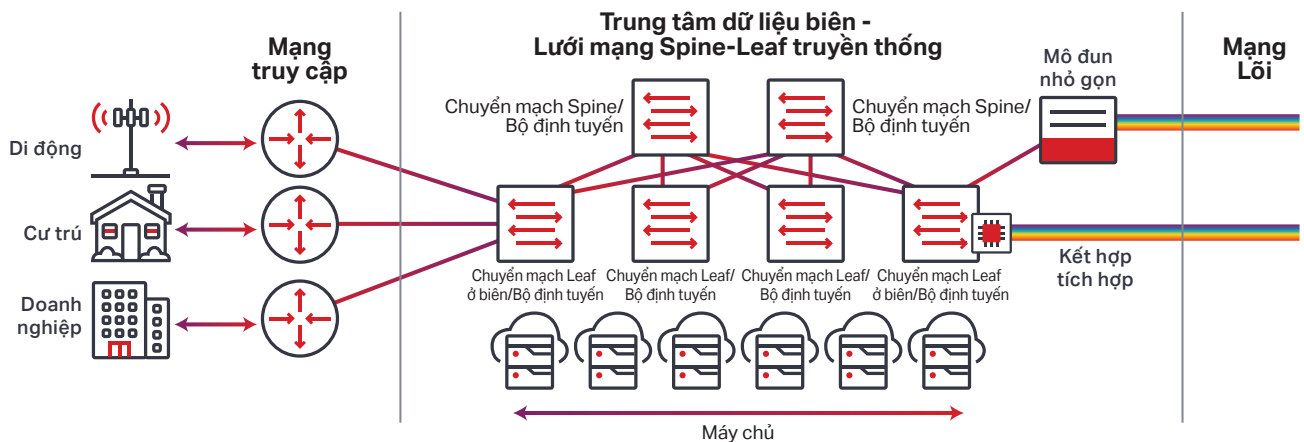 Mạng
truy cập
Trung tâm dữ liệu biên -
Lưới mạng Spine-Leaf truyền thống
Mạng
Lõi
Di động
Cư trú
Doanh
nghiệp
Chuyển mạch Spine/
Bộ định tuyến
Chuyển mạch Spine/
Bộ định tuyến
Mô đun
nhỏ gọn
Chuyển mạch Leaf
ở biên/Bộ định tuyến
Chuyển mạch Leaf/
Bộ định tuyến
Chuyển mạch Leaf/
Bộ định tuyến
Chuyển mạch Leaf
ở biên/Bộ định tuyến
Kết hợp
tích hợp
Máy chủ